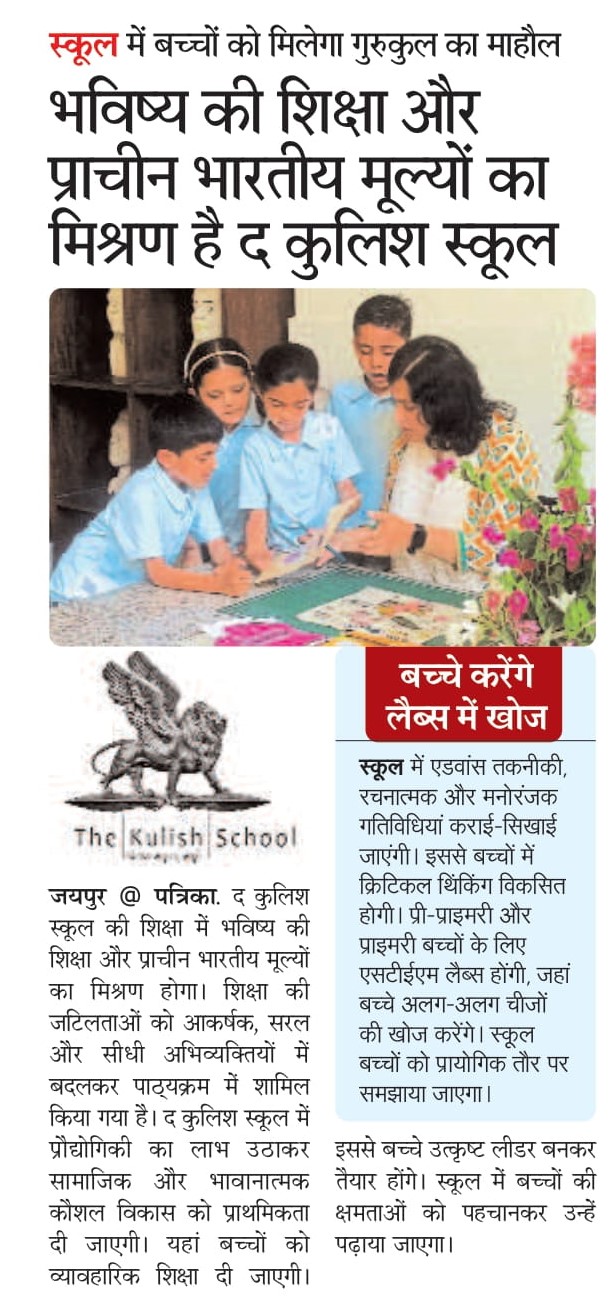 स्कूल में बच्चों को मिलेगा गुरुकुल का माहौल
भविष्य की शिक्षा और
प्राचीन भारतीय मूल्यों का
मिश्रण है द कुलिश स्कूल
The Kulish School
जयपुर @ पत्रिका. द कुलिश
स्कूल की शिक्षा में भविष्य की
शिक्षा और प्राचीन भारतीय मूल्यों
का मिश्रण होगा। शिक्षा की
जटिलताओं को आकर्षक, सरल
और सीधी अभिव्यक्तियों में
बदलकर पाठ्यक्रम में शामिल
किया गया है। द कुलिश स्कूल में
प्रौद्योगिकी का लाभ उठाकर
सामाजिक और भावानात्मक
कौशल विकास को प्राथमिकता
दी जाएगी। यहां बच्चों को
व्यावहारिक शिक्षा दी जाएगी।
बच्चे करेंगे
लैब्स में खोज
स्कूल में एडवांस तकनीकी,
रचनात्मक और मनोरंजक
गतिविधियां कराई-सिखाई
जाएंगी। इससे बच्चों में
क्रिटिकल थिंकिंग विकसित
होगी। प्री-प्राइमरी और
प्राइमरी बच्चों के लिए
एसटीईएम लैब्स होंगी, जहां
बच्चे अलग-अलग चीजों
की खोज करेंगे। स्कूल
बच्चों को प्रायोगिक तौर पर
समझाया जाएगा।
इससे बच्चे उत्कृष्ट लीडर बनकर
तैयार होंगे। स्कूल में बच्चों की
क्षमताओं को पहचानकर उन्हें
पढ़ाया जाएगा।